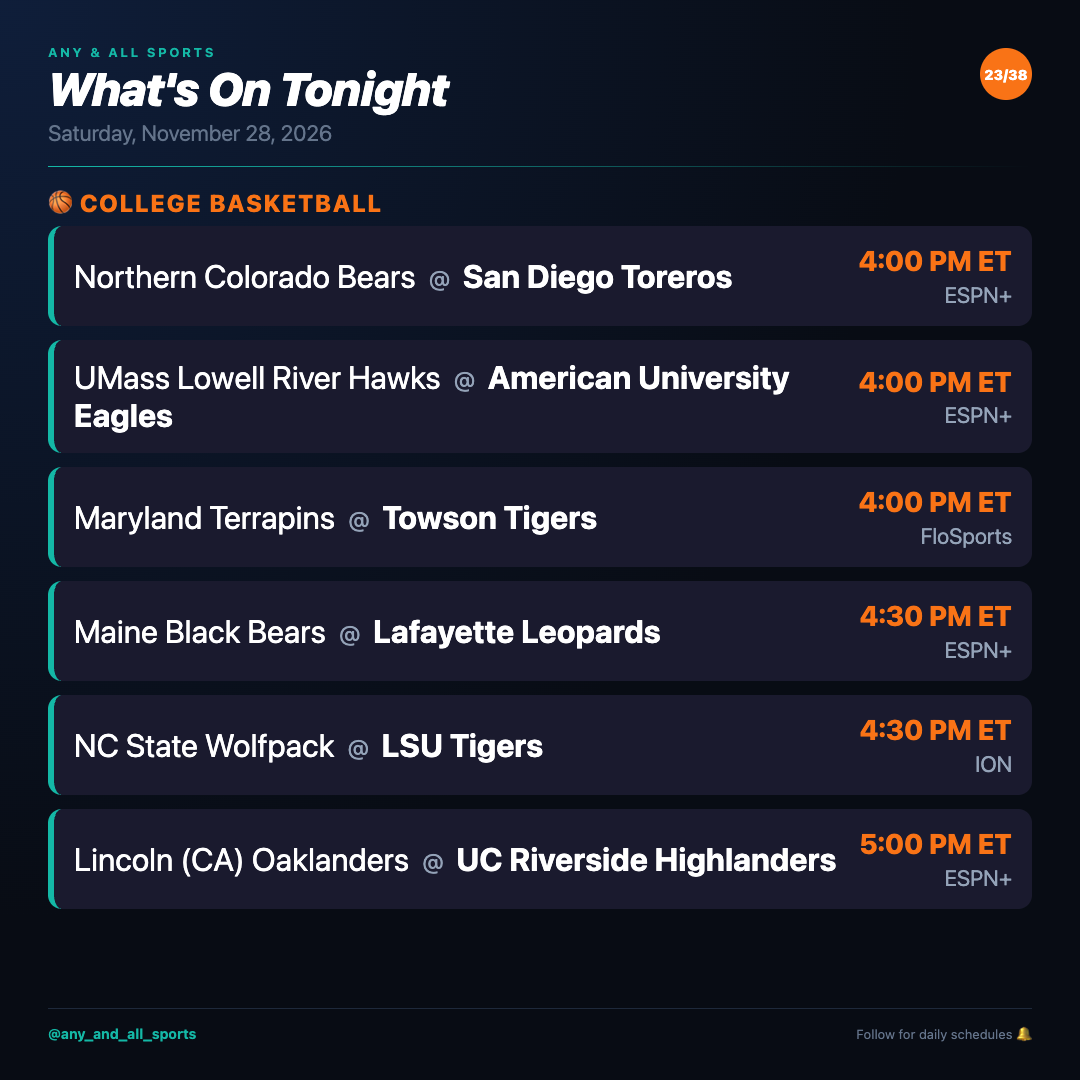 ANY & ALL SPORTS
What's On Tonight
23/38
Saturday, November 28, 2026
🏀 COLLEGE BASKETBALL
Northern Colorado Bears @ San Diego Toreros
4:00 PM ET
ESPN+
UMass Lowell River Hawks @ American University
Eagles
4:00 PM ET
ESPN+
Maryland Terrapins @ Towson Tigers
4:00 PM ET
FloSports
Maine Black Bears @ Lafayette Leopards
4:30 PM ET
ESPN+
NC State Wolfpack @ LSU Tigers
4:30 PM ET
ION
Lincoln (CA) Oaklanders @ UC Riverside Highlanders
5:00 PM ET
ESPN+
@any_and_all_sports
Follow for daily schedules 🔔